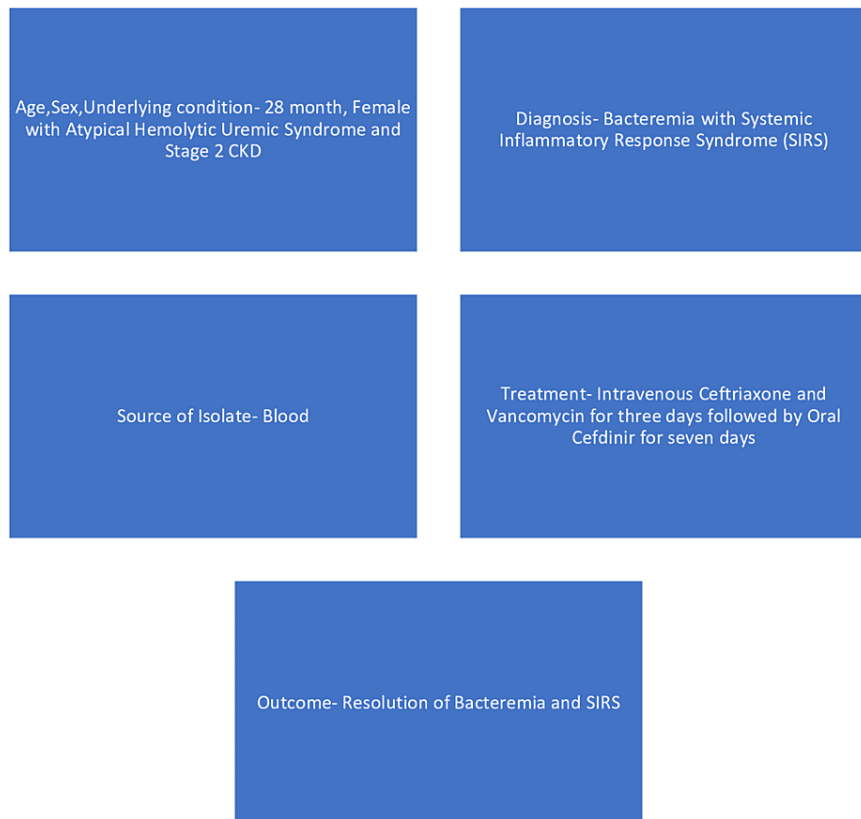 Age,Sex,Underlying condition- 28 month, Female
with Atypical Hemolytic Uremic Syndrome and
Stage 2 CKD
Diagnosis- Bacteremia with Systemic
Inflammatory Response Syndrome (SIRS)
Source of Isolate- Blood
Treatment- Intravenous Ceftriaxone and
Vancomycin for three days followed by Oral
Cefdinir for seven days
Outcome- Resolution of Bacteremia and SIRS